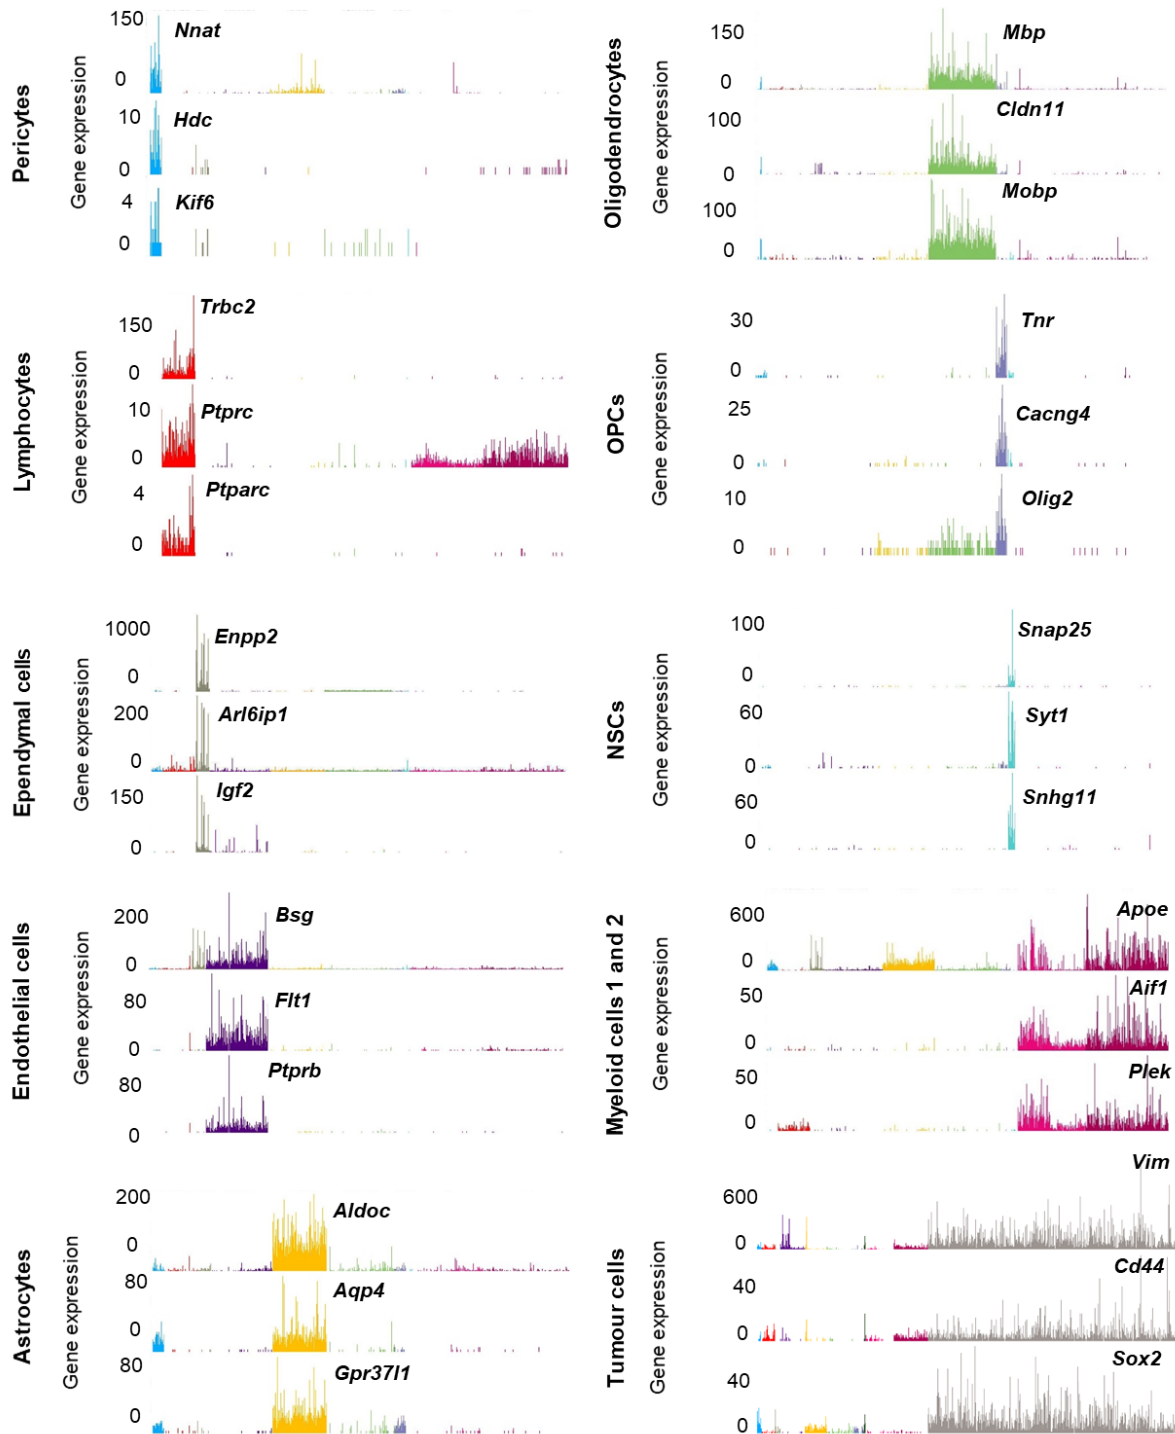 Pericytes
Gene expression
150
0
Nnat
10
0
Hdc
4
0
Kif6
Lymphocytes
Gene expression
150
0
Trbc2
10
0
Ptprc
4
0
Ptparc
Ependymal cells
Gene expression
1000
0
Enpp2
200
0
Arl6ip1
150
0
Igf2
Endothelial cells
Gene expression
200
0
Bsg
80
0
Flt1
80
0
Ptprb
Astrocytes
Gene expression
200
0
Aldoc
80
0
Aqp4
80
0
Gpr37l1
Oligodendrocytes
Gene expression
150
0
Mbp
100
0
Cldn11
100
0
Mobp
OPCs
Gene expression
30
0
Tnr
25
0
Cacng4
10
0
Olig2
NSCs
Gene expression
100
0
Snap25
60
0
Syt1
60
0
Snhg11
Myeloid cells 1 and 2
Gene expression
600
0
Apoe
50
0
Aif1
50
0
Plek
Tumour cells
Gene expression
600
0
Vim
40
0
Cd44
40
0
Sox2